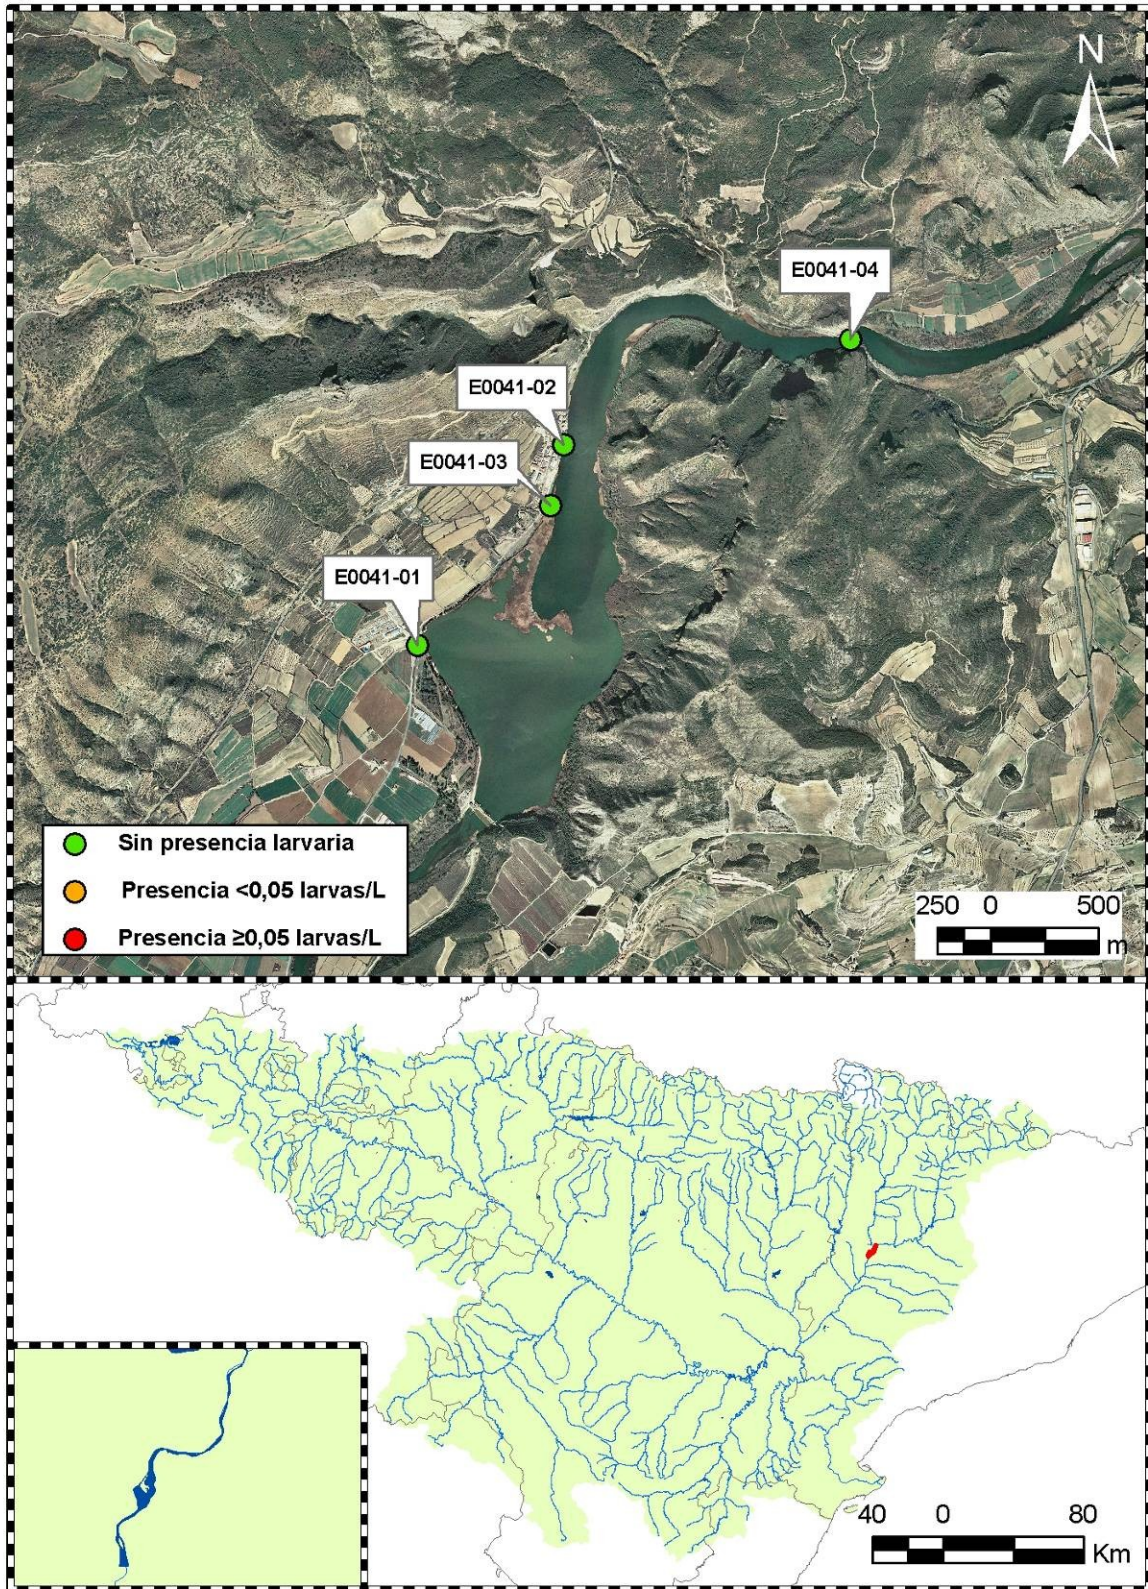 N
E0041-04
E0041-02
E0041-03
E0041-01
Sin presencia larvaria
Presencia <0,05 larvas/L
Presencia ≥0,05 larvas/L
250 0 500
m
40 0 80
Km